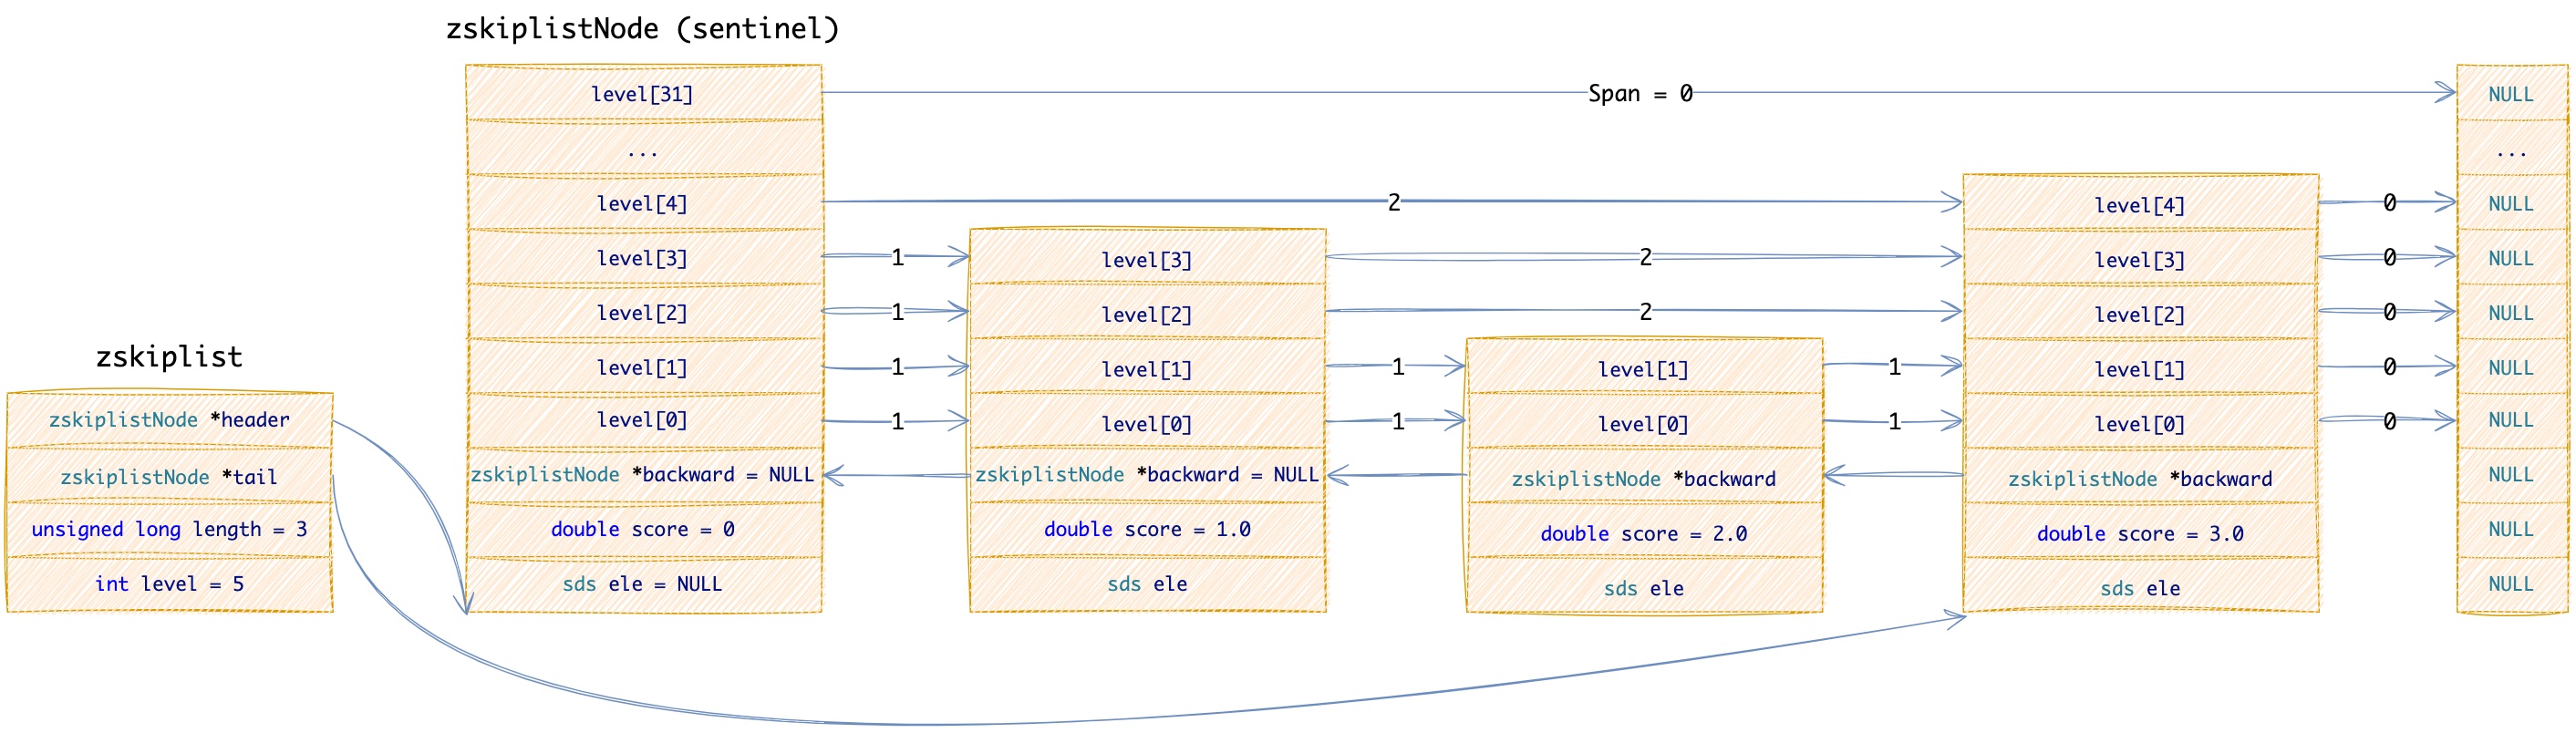 zskiplistNode (sentinel)
level[31]
...
level[4]
level[3]
level[2]
level[1]
level[0]
zskiplistNode *backward = NULL
double score = 0
sds ele = NULL
zskiplist
zskiplistNode *header
zskiplistNode *tail
unsigned long length = 3
int level = 5
Span = 0
2
1
1
1
1
level[3]
level[2]
level[1]
level[0]
zskiplistNode *backward = NULL
double score = 1.0
sds ele
2
2
1
1
level[1]
level[0]
zskiplistNode *backward
double score = 2.0
sds ele
1
1
level[4]
level[3]
level[2]
level[1]
level[0]
zskiplistNode *backward
double score = 3.0
sds ele
0
0
0
0
0
NULL
...
NULL
NULL
NULL
NULL
NULL
NULL
NULL
NULL